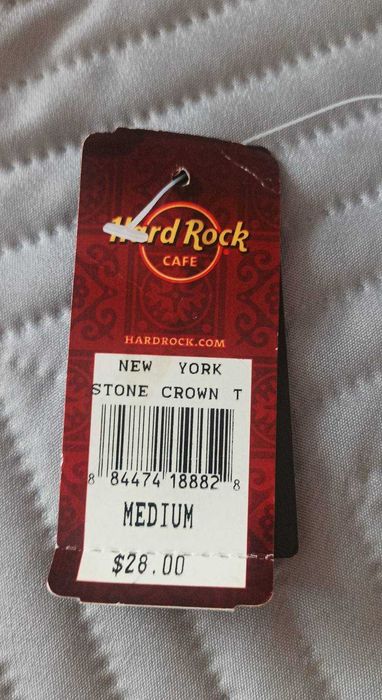 Hard Rock
CAFE
HARDROCK.COM
NEW YORK
STONE CROWN T
8 84474 18882 8
MEDIUM
$28.00